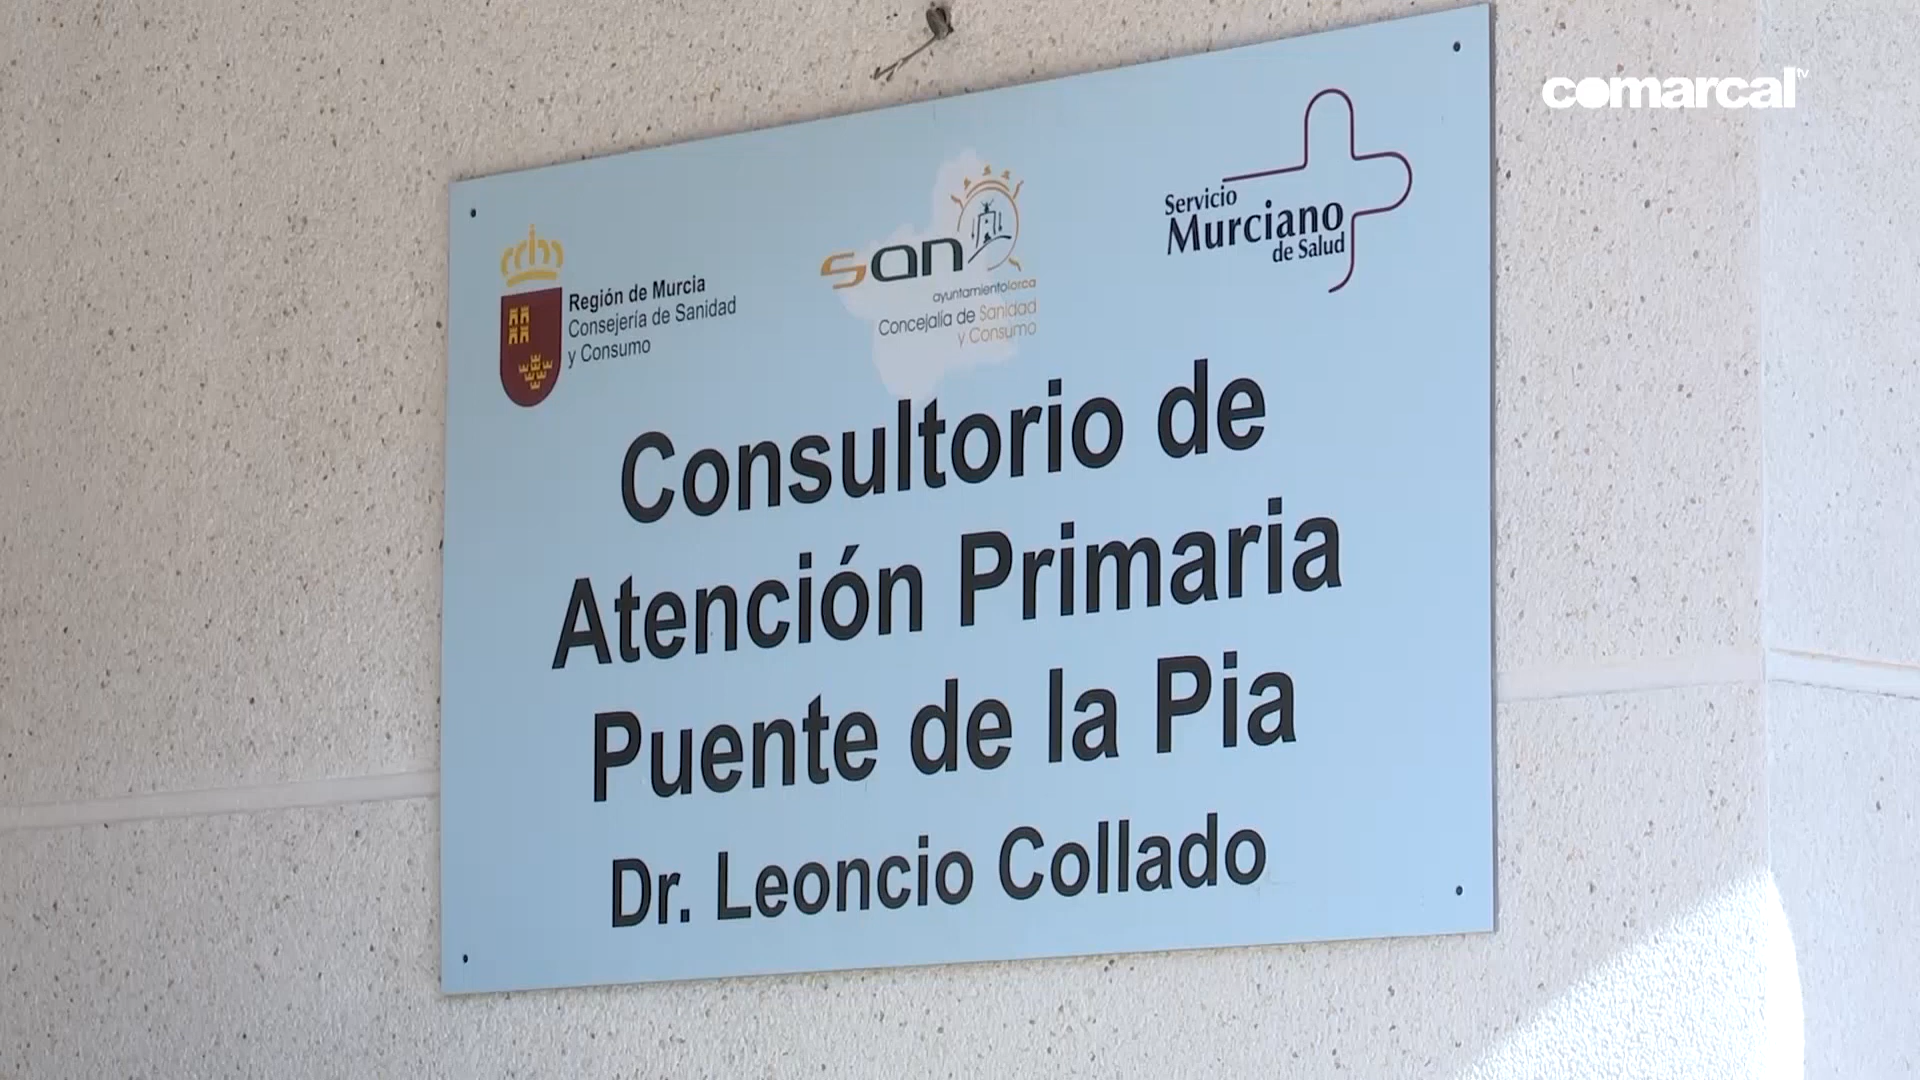 comarcal tv
Región de Murcia
Consejería de Sanidad
y Consumo
san
ayuntamientolorca
Concejalía de Sanidad
y Consumo
Servicio
Murciano
de Salud
Consultorio de
Atención Primaria
Puente de la Pia
Dr. Leoncio Collado